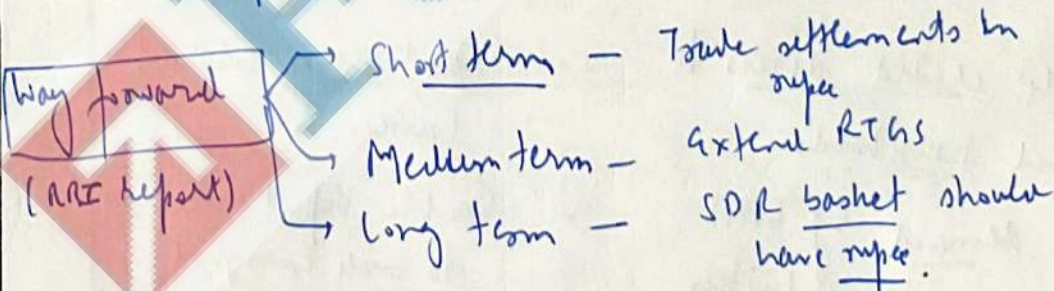 Short term — Trade settlements in
rupee
Way forward
(RBI report)
Medium term — extend RTGS
Long term — SDR basket should
have rupee.